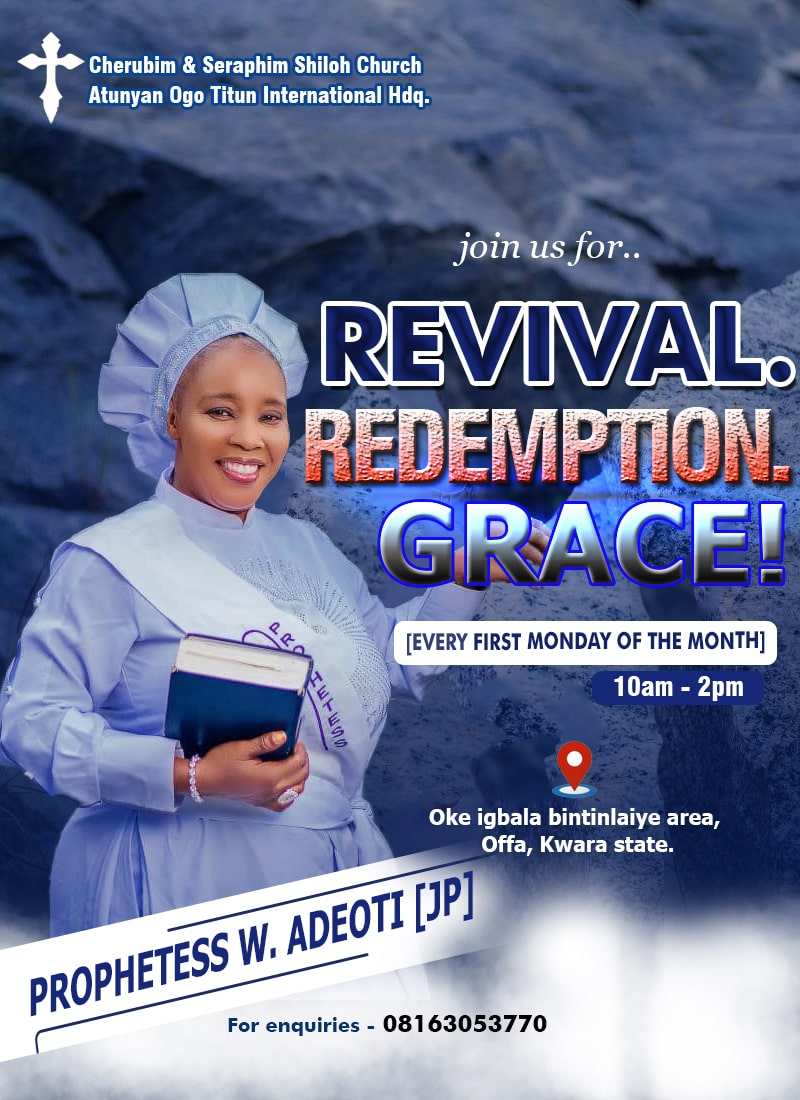 Cherubim & Seraphim Shiloh Church
Atunyan Ogo Titun International Hdq.
join us for..
REVIVAL.
REDEMPTION.
GRACE!
[EVERY FIRST MONDAY OF THE MONTH]
10am - 2pm
PROPHETESS
Oke igbala bintinlaiye area,
Offa, Kwara state.
PROPHETESS W. ADEOTI [JP]
For enquiries - 08163053770